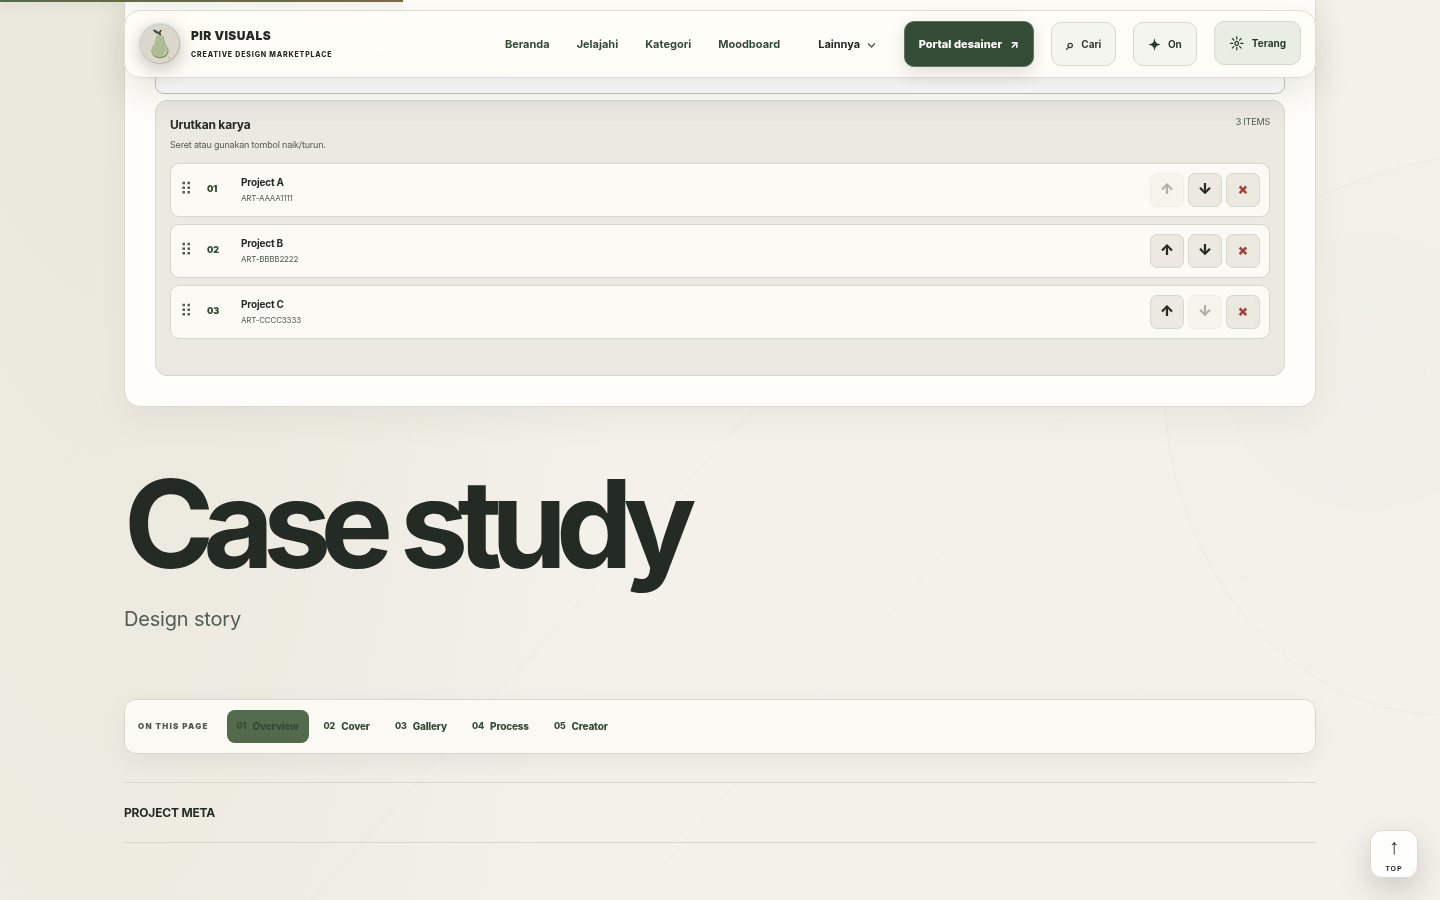 PIR VISUALS
CREATIVE DESIGN MARKETPLACE
Beranda
Jelajahi
Kategori
Moodboard
Lainnya
Portal desainer
Cari
On
Terang
Urutkan karya
3 ITEMS
Seret atau gunakan tombol naik/turun.
01
Project A
ART-AAAA1111
02
Project B
ART-BBBB2222
03
Project C
ART-CCCC3333
Case study
Design story
ON THIS PAGE
01 Overview
02 Cover
03 Gallery
04 Process
05 Creator
PROJECT META
TOP